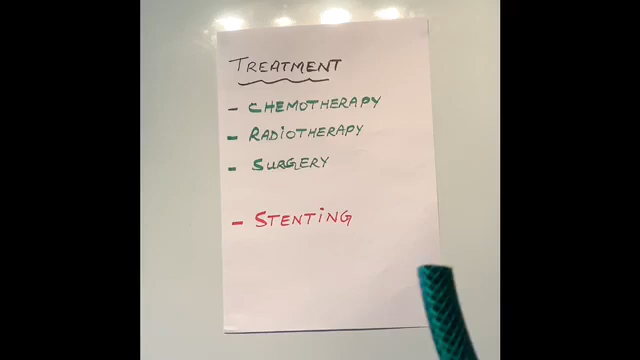 TREATMENT
- CHEMOTHERAPY
- RADIOTHERAPY
- SURGERY
- STENTING